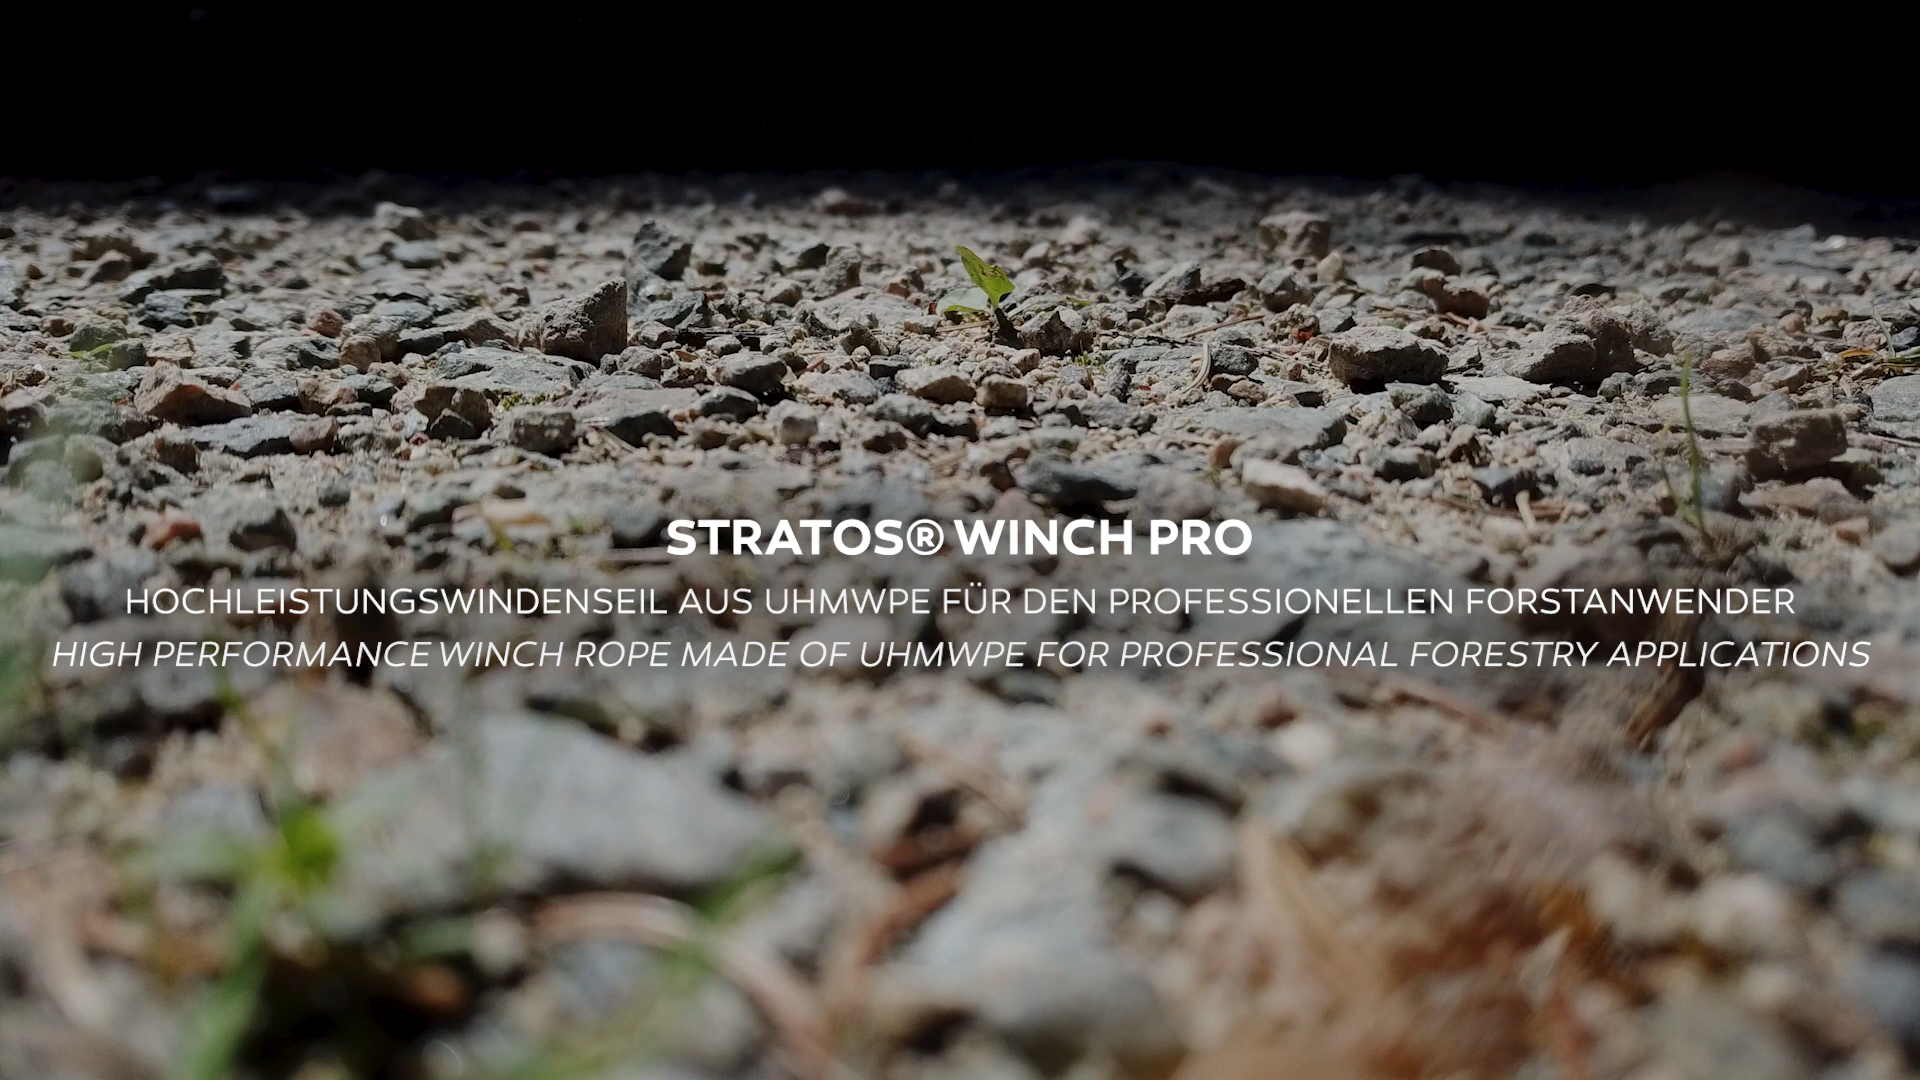 STRATOS® WINCH PRO
HOCHLEISTUNGSWINDENSEIL AUS UHMWPE FÜR DEN PROFESSIONELLEN FORSTANWENDER
HIGH PERFORMANCE WINCH ROPE MADE OF UHMWPE FOR PROFESSIONAL FORESTRY APPLICATIONS